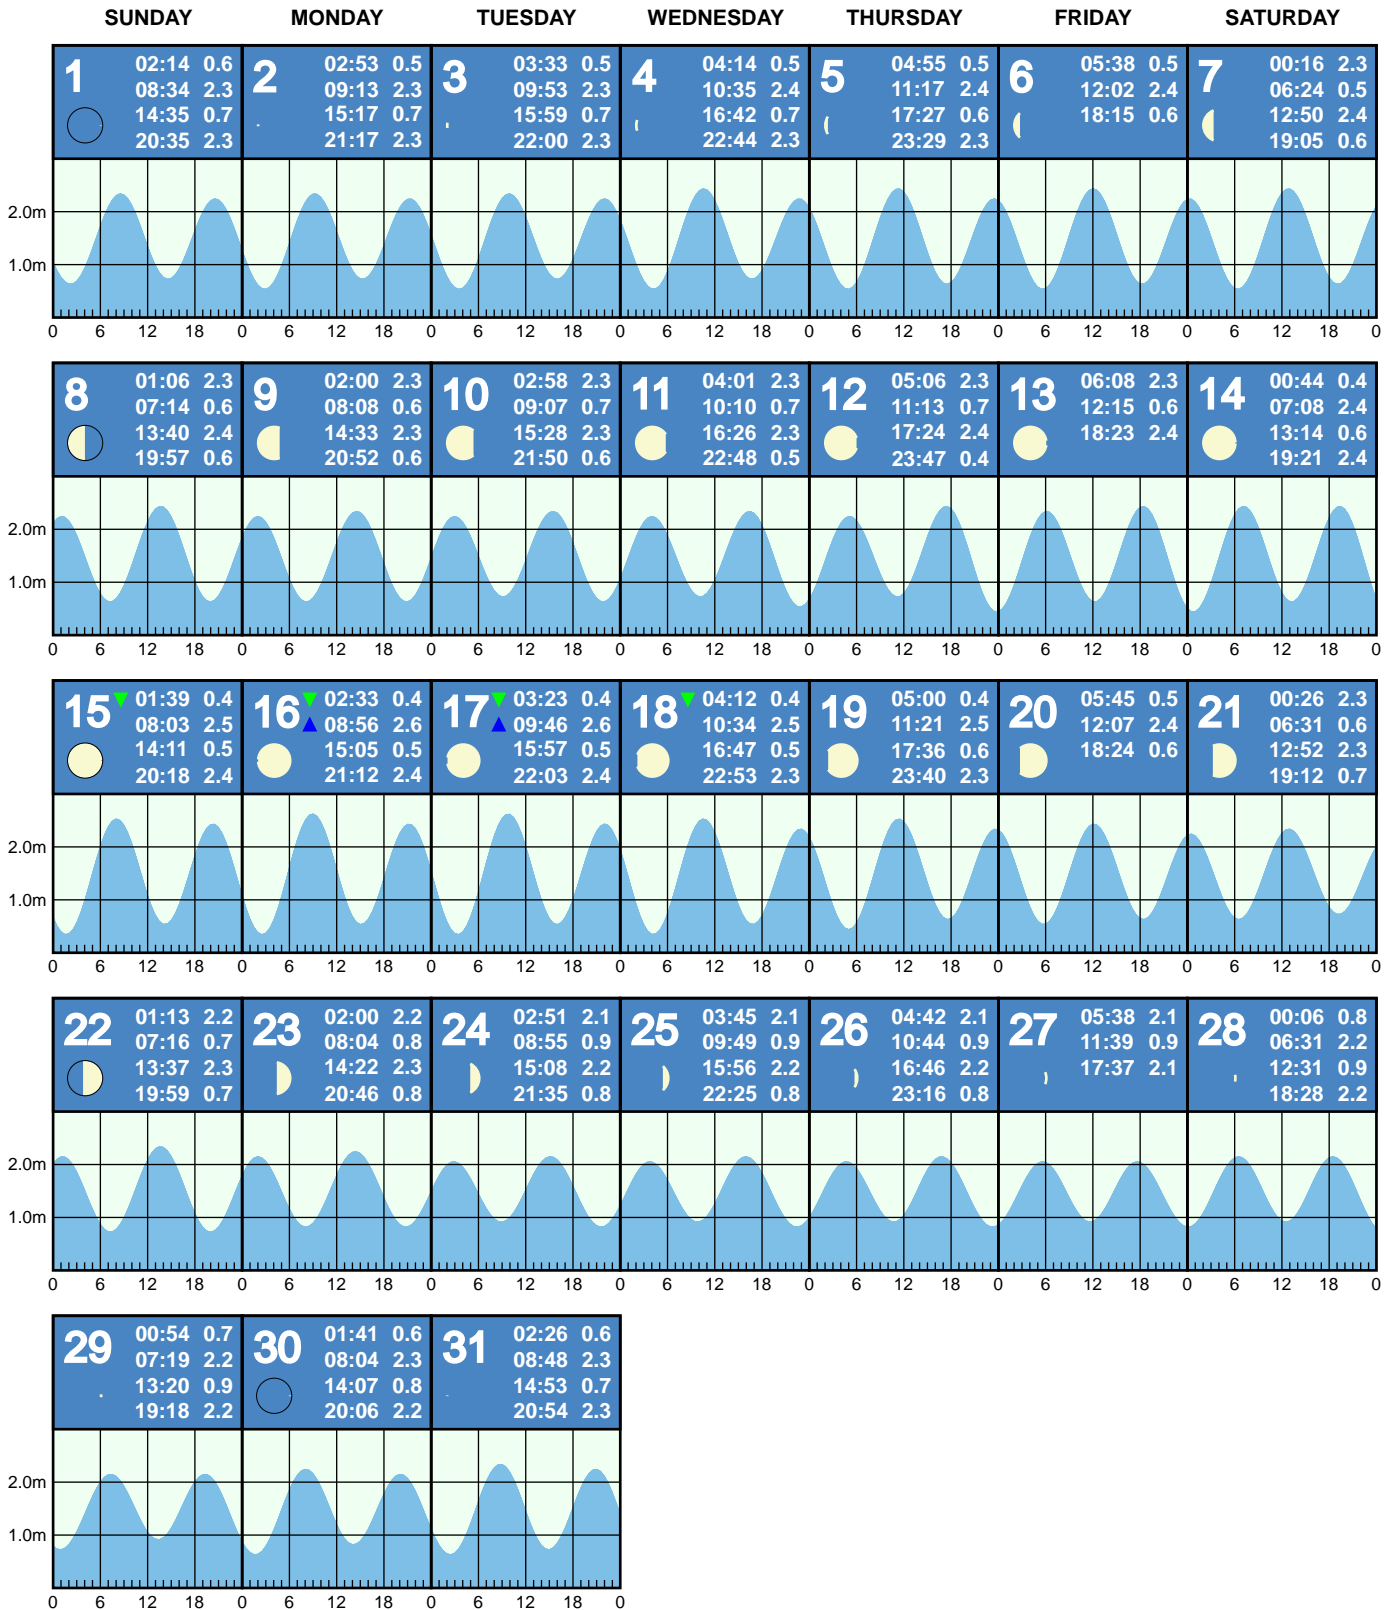 SUNDAY MONDAY TUESDAY WEDNESDAY THURSDAY FRIDAY SATURDAY
1 02:14 0.6 08:34 2.3 14:35 0.7 20:35 2.3
2 02:53 0.5 09:13 2.3 15:17 0.7 21:17 2.3
3 03:33 0.5 09:53 2.3 15:59 0.7 22:00 2.3
4 04:14 0.5 10:35 2.4 16:42 0.7 22:44 2.3
5 04:55 0.5 11:17 2.4 17:27 0.6 23:29 2.3
6 05:38 0.5 12:02 2.4 18:15 0.6
7 00:16 2.3 06:24 0.5 12:50 2.4 19:05 0.6
2.0m
1.0m
0 6 12 18 0 6 12 18 0 6 12 18 0 6 12 18 0 6 12 18 0 6 12 18 0 6 12 18 0
8 01:06 2.3 07:14 0.6 13:40 2.4 19:57 0.6
9 02:00 2.3 08:08 0.6 14:33 2.3 20:52 0.6
10 02:58 2.3 09:07 0.7 15:28 2.3 21:50 0.6
11 04:01 2.3 10:10 0.7 16:26 2.3 22:48 0.5
12 05:06 2.3 11:13 0.7 17:24 2.4 23:47 0.4
13 06:08 2.3 12:15 0.6 18:23 2.4
14 00:44 0.4 07:08 2.4 13:14 0.6 19:21 2.4
2.0m
1.0m
0 6 12 18 0 6 12 18 0 6 12 18 0 6 12 18 0 6 12 18 0 6 12 18 0 6 12 18 0
15 01:39 0.4 08:03 2.5 14:11 0.5 20:18 2.4
16 02:33 0.4 08:56 2.6 15:05 0.5 21:12 2.4
17 03:23 0.4 09:46 2.6 15:57 0.5 22:03 2.4
18 04:12 0.4 10:34 2.5 16:47 0.5 22:53 2.3
19 05:00 0.4 11:21 2.5 17:36 0.6 23:40 2.3
20 05:45 0.5 12:07 2.4 18:24 0.6
21 00:26 2.3 06:31 0.6 12:52 2.3 19:12 0.7
2.0m
1.0m
0 6 12 18 0 6 12 18 0 6 12 18 0 6 12 18 0 6 12 18 0 6 12 18 0 6 12 18 0
22 01:13 2.2 07:16 0.7 13:37 2.3 19:59 0.7
23 02:00 2.2 08:04 0.8 14:22 2.3 20:46 0.8
24 02:51 2.1 08:55 0.9 15:08 2.2 21:35 0.8
25 03:45 2.1 09:49 0.9 15:56 2.2 22:25 0.8
26 04:42 2.1 10:44 0.9 16:46 2.2 23:16 0.8
27 05:38 2.1 11:39 0.9 17:37 2.1
28 00:06 0.8 06:31 2.2 12:31 0.9 18:28 2.2
2.0m
1.0m
0 6 12 18 0 6 12 18 0 6 12 18 0 6 12 18 0 6 12 18 0 6 12 18 0 6 12 18 0
29 00:54 0.7 07:19 2.2 13:20 0.9 19:18 2.2
30 01:41 0.6 08:04 2.3 14:07 0.8 20:06 2.2
31 02:26 0.6 08:48 2.3 14:53 0.7 20:54 2.3
2.0m
1.0m
0 6 12 18 0 6 12 18 0 6 12 18 0